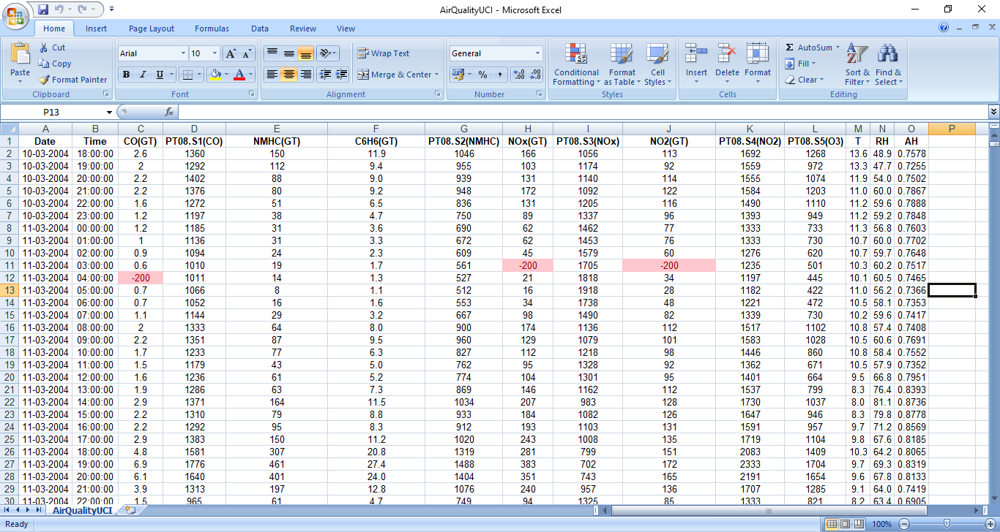 AirQualityUCI - Microsoft Excel
Home Insert Page Layout Formulas Data Review View
Paste Cut Copy Format Painter Clipboard
Arial 10 A A B I U A Font
Wrap Text Merge & Center Alignment
General % , .00 .0 Number
Conditional Formatting Format as Table Cell Styles Styles
Insert Delete Format Cells
Σ AutoSum Fill Clear Sort & Filter Find & Select Editing
P13 fx
A B C D E F G H I J K L M N O P
1 Date Time CO(GT) PT08.S1(CO) NMHC(GT) C6H6(GT) PT08.S2(NMHC) NOx(GT) PT08.S3(NOx) NO2(GT) PT08.S4(NO2) PT08.S5(O3) T RH AH
2 10-03-2004 18:00:00 2.6 1360 150 11.9 1046 166 1056 113 1692 1268 13.6 48.9 0.7578
3 10-03-2004 19:00:00 2 1292 112 9.4 955 103 1174 92 1559 972 13.3 47.7 0.7255
4 10-03-2004 20:00:00 2.2 1402 88 9.0 939 131 1140 114 1555 1074 11.9 54.0 0.7502
5 10-03-2004 21:00:00 2.2 1376 80 9.2 948 172 1092 122 1584 1203 11.0 60.0 0.7867
6 10-03-2004 22:00:00 1.6 1272 51 6.5 836 131 1205 116 1490 1110 11.2 59.6 0.7888
7 10-03-2004 23:00:00 1.2 1197 38 4.7 750 89 1337 96 1393 949 11.2 59.2 0.7848
8 11-03-2004 00:00:00 1.2 1185 31 3.6 690 62 1462 77 1333 733 11.3 56.8 0.7603
9 11-03-2004 01:00:00 1 1136 31 3.3 672 62 1453 76 1333 730 10.7 60.0 0.7702
10 11-03-2004 02:00:00 0.9 1094 24 2.3 609 45 1579 60 1276 620 10.7 59.7 0.7648
11 11-03-2004 03:00:00 0.6 1010 19 1.7 561 -200 1705 -200 1235 501 10.3 60.2 0.7517
12 11-03-2004 04:00:00 -200 1011 14 1.3 527 21 1818 34 1197 445 10.1 60.5 0.7465
13 11-03-2004 05:00:00 0.7 1066 8 1.1 512 16 1918 28 1182 422 11.0 56.2 0.7366
14 11-03-2004 06:00:00 0.7 1052 16 1.6 553 34 1738 48 1221 472 10.5 58.1 0.7353
15 11-03-2004 07:00:00 1.1 1144 29 3.2 667 98 1490 82 1339 730 10.2 59.6 0.7417
16 11-03-2004 08:00:00 2 1333 64 8.0 900 174 1136 112 1517 1102 10.8 57.4 0.7408
17 11-03-2004 09:00:00 2.2 1351 87 9.5 960 129 1079 101 1583 1028 10.5 60.6 0.7691
18 11-03-2004 10:00:00 1.7 1233 77 6.3 827 112 1218 98 1446 860 10.8 58.4 0.7552
19 11-03-2004 11:00:00 1.5 1179 43 5.0 762 95 1328 92 1362 671 10.5 57.9 0.7352
20 11-03-2004 12:00:00 1.6 1236 61 5.2 774 104 1301 95 1401 664 9.5 66.8 0.7951
21 11-03-2004 13:00:00 1.9 1286 63 7.3 869 146 1162 112 1537 799 8.3 76.4 0.8393
22 11-03-2004 14:00:00 2.9 1371 164 11.5 1034 207 983 128 1730 1037 8.0 81.1 0.8736
23 11-03-2004 15:00:00 2.2 1310 79 8.8 933 184 1082 126 1647 946 8.3 79.8 0.8778
24 11-03-2004 16:00:00 2.2 1292 95 8.3 912 193 1103 131 1591 957 9.7 71.2 0.8569
25 11-03-2004 17:00:00 2.9 1383 150 11.2 1020 243 1008 135 1719 1104 9.8 67.6 0.8185
26 11-03-2004 18:00:00 4.8 1581 307 20.8 1319 281 799 151 2083 1409 10.3 64.2 0.8065
27 11-03-2004 19:00:00 6.9 1776 461 27.4 1488 383 702 172 2333 1704 9.7 69.3 0.8319
28 11-03-2004 20:00:00 6.1 1640 401 24.0 1404 351 743 165 2191 1654 9.6 67.8 0.8133
29 11-03-2004 21:00:00 3.9 1313 197 12.8 1076 240 957 136 1707 1285 9.1 64.0 0.7419
30 11-03-2004 22:00:00 1.5 965 61 4.7 749 94 1325 85 1333 821 8.2 63.4 0.6905
AirQualityUCI
Ready 100%